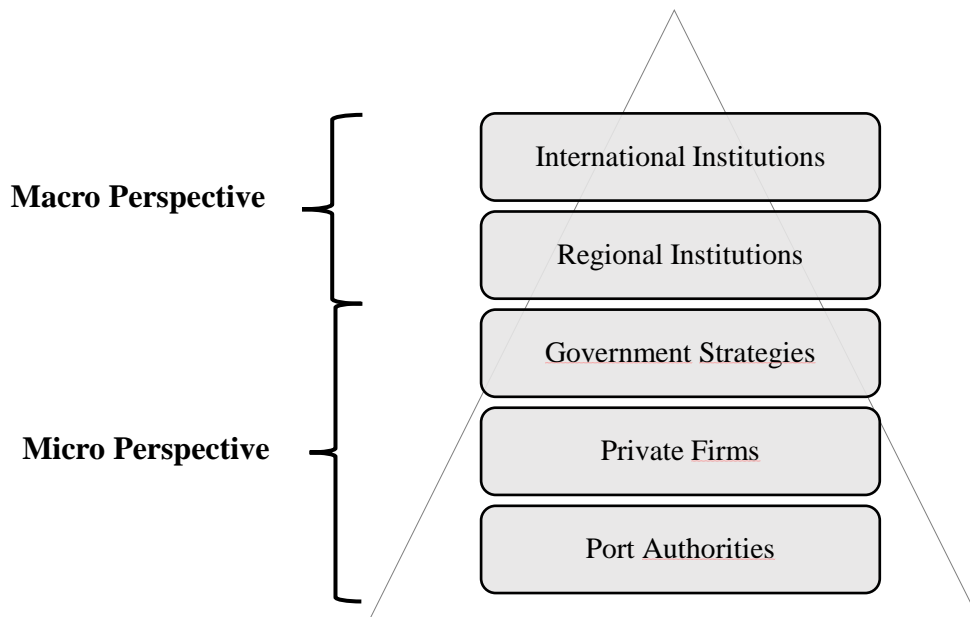 International Institutions
Macro Perspective
Regional Institutions
Government Strategies
Micro Perspective
Private Firms
Port Authorities